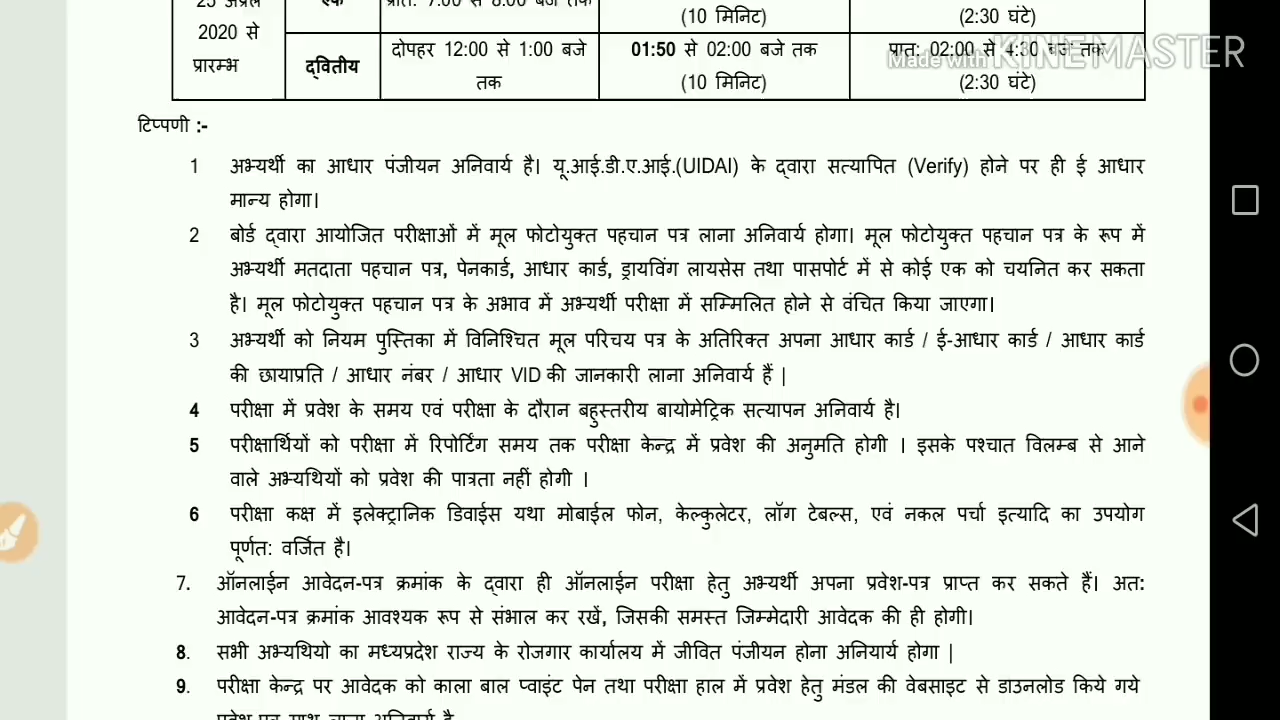 2020 से
प्रारम्भ
(10 मिनिट)
(2:30 घंटे)
द्वितीय
दोपहर 12:00 से 1:00 बजे
तक
01:50 से 02:00 बजे तक
(10 मिनिट)
प्रात: 02:00 से 4:30 बजे तक
(2:30 घंटे)
Made with KINEMASTER
टिप्पणी :-
1 अभ्यर्थी का आधार पंजीयन अनिवार्य है। यू.आई.डी.ए.आई.(UIDAI) के द्वारा सत्यापित (Verify) होने पर ही ई आधार
मान्य होगा।
2 बोर्ड द्वारा आयोजित परीक्षाओं में मूल फोटोयुक्त पहचान पत्र लाना अनिवार्य होगा। मूल फोटोयुक्त पहचान पत्र के रूप में
अभ्यर्थी मतदाता पहचान पत्र, पेनकार्ड, आधार कार्ड, ड्रायविंग लायसेस तथा पासपोर्ट में से कोई एक को चयनित कर सकता
है। मूल फोटोयुक्त पहचान पत्र के अभाव में अभ्यर्थी परीक्षा में सम्मिलित होने से वंचित किया जाएगा।
3 अभ्यर्थी को नियम पुस्तिका में विनिश्चित मूल परिचय पत्र के अतिरिक्त अपना आधार कार्ड / ई-आधार कार्ड / आधार कार्ड
की छायाप्रति / आधार नंबर / आधार VID की जानकारी लाना अनिवार्य हैं |
4 परीक्षा में प्रवेश के समय एवं परीक्षा के दौरान बहुस्तरीय बायोमेट्रिक सत्यापन अनिवार्य है।
5 परीक्षार्थियों को परीक्षा में रिपोर्टिंग समय तक परीक्षा केन्द्र में प्रवेश की अनुमति होगी । इसके पश्चात विलम्ब से आने
वाले अभ्यथियों को प्रवेश की पात्रता नहीं होगी ।
6 परीक्षा कक्ष में इलेक्ट्रानिक डिवाईस यथा मोबाईल फोन, केल्कुलेटर, लॉग टेबल्स, एवं नकल पर्चा इत्यादि का उपयोग
पूर्णत: वर्जित है।
7. ऑनलाईन आवेदन-पत्र क्रमांक के द्वारा ही ऑनलाईन परीक्षा हेतु अभ्यर्थी अपना प्रवेश-पत्र प्राप्त कर सकते हैं। अत:
आवेदन-पत्र क्रमांक आवश्यक रूप से संभाल कर रखें, जिसकी समस्त जिम्मेदारी आवेदक की ही होगी।
8. सभी अभ्यथियो का मध्यप्रदेश राज्य के रोजगार कार्यालय में जीवित पंजीयन होना अनियार्य होगा |
9. परीक्षा केन्द्र पर आवेदक को काला बाल प्वाइंट पेन तथा परीक्षा हाल में प्रवेश हेतु मंडल की वेबसाइट से डाउनलोड किये गये